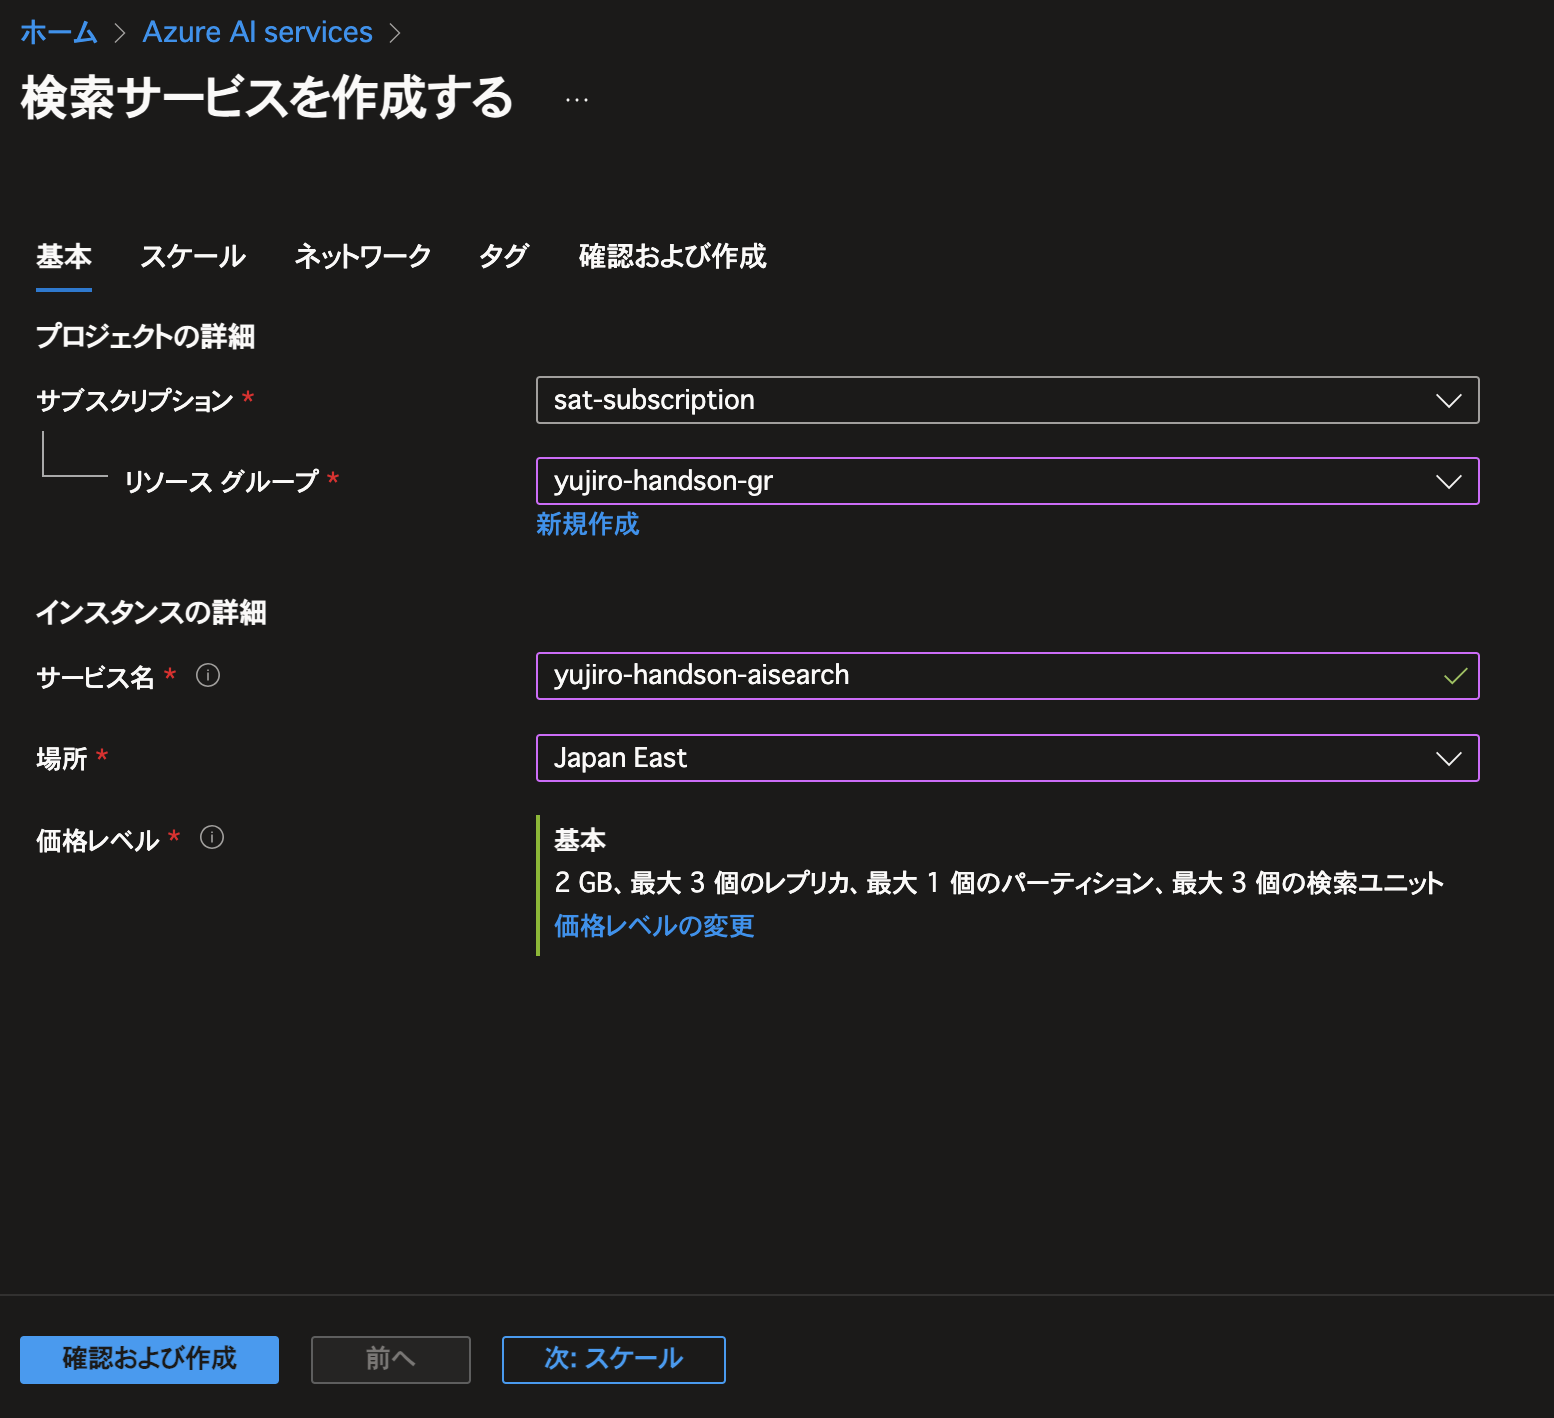 ホーム > Azure AI services >
検索サービスを作成する ...
基本 スケール ネットワーク タグ 確認および作成
プロジェクトの詳細
サブスクリプション * sat-subscription
リソース グループ * yujiro-handson-gr
新規作成
インスタンスの詳細
サービス名 * yujiro-handson-aisearch
場所 * Japan East
価格レベル * 基本
2 GB、最大 3 個のレプリカ、最大 1 個のパーティション、最大 3 個の検索ユニット
価格レベルの変更
確認および作成 前へ 次: スケール